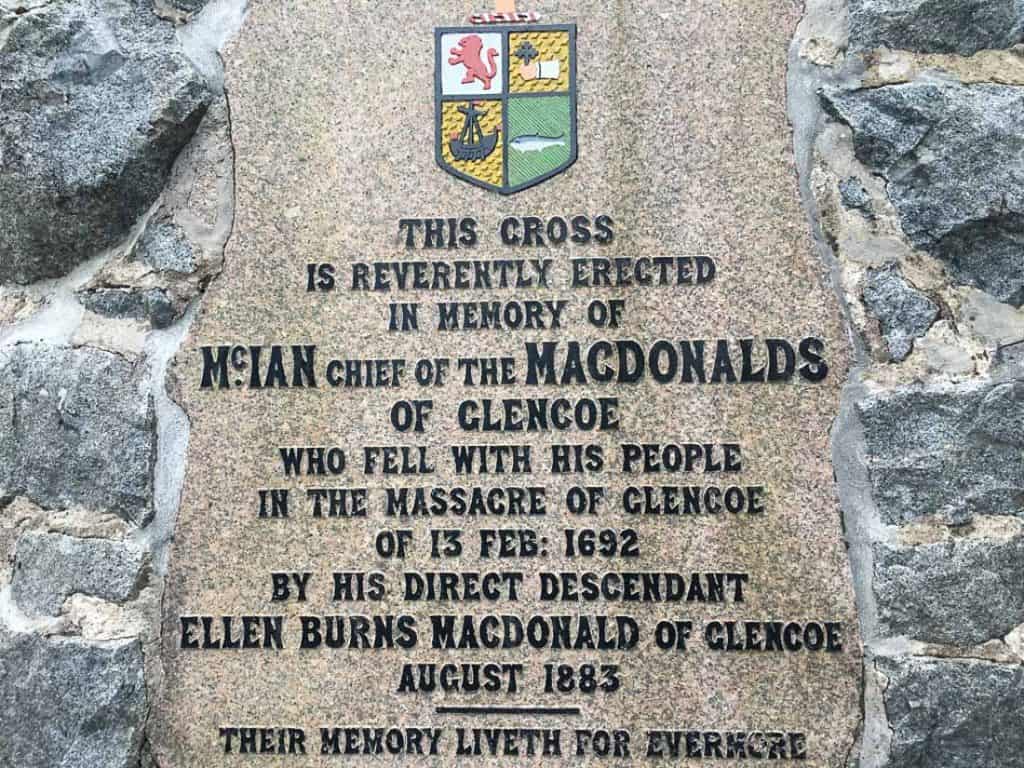 THIS CROSS
IS REVERENTLY ERECTED
IN MEMORY OF
McIAN CHIEF OF THE MACDONALDS
OF GLENCOE
WHO FELL WITH HIS PEOPLE
IN THE MASSACRE OF GLENCOE
OF 13 FEB: 1692
BY HIS DIRECT DESCENDANT
ELLEN BURNS MACDONALD OF GLENCOE
AUGUST 1883
THEIR MEMORY LIVETH FOR EVERMORE